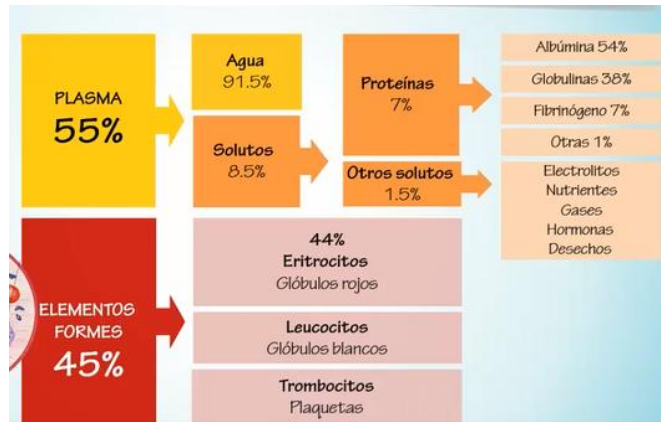 PLASMA
55%
Agua
91.5%
Solutos
8.5%
Proteínas
7%
Otros solutos
1.5%
Albúmina 54%
Globulinas 38%
Fibrinógeno 7%
Otras 1%
Electrolitos
Nutrientes
Gases
Hormonas
Desechos
ELEMENTOS
FORMES
45%
44%
Eritrocitos
Glóbulos rojos
Leucocitos
Glóbulos blancos
Trombocitos
Plaquetas